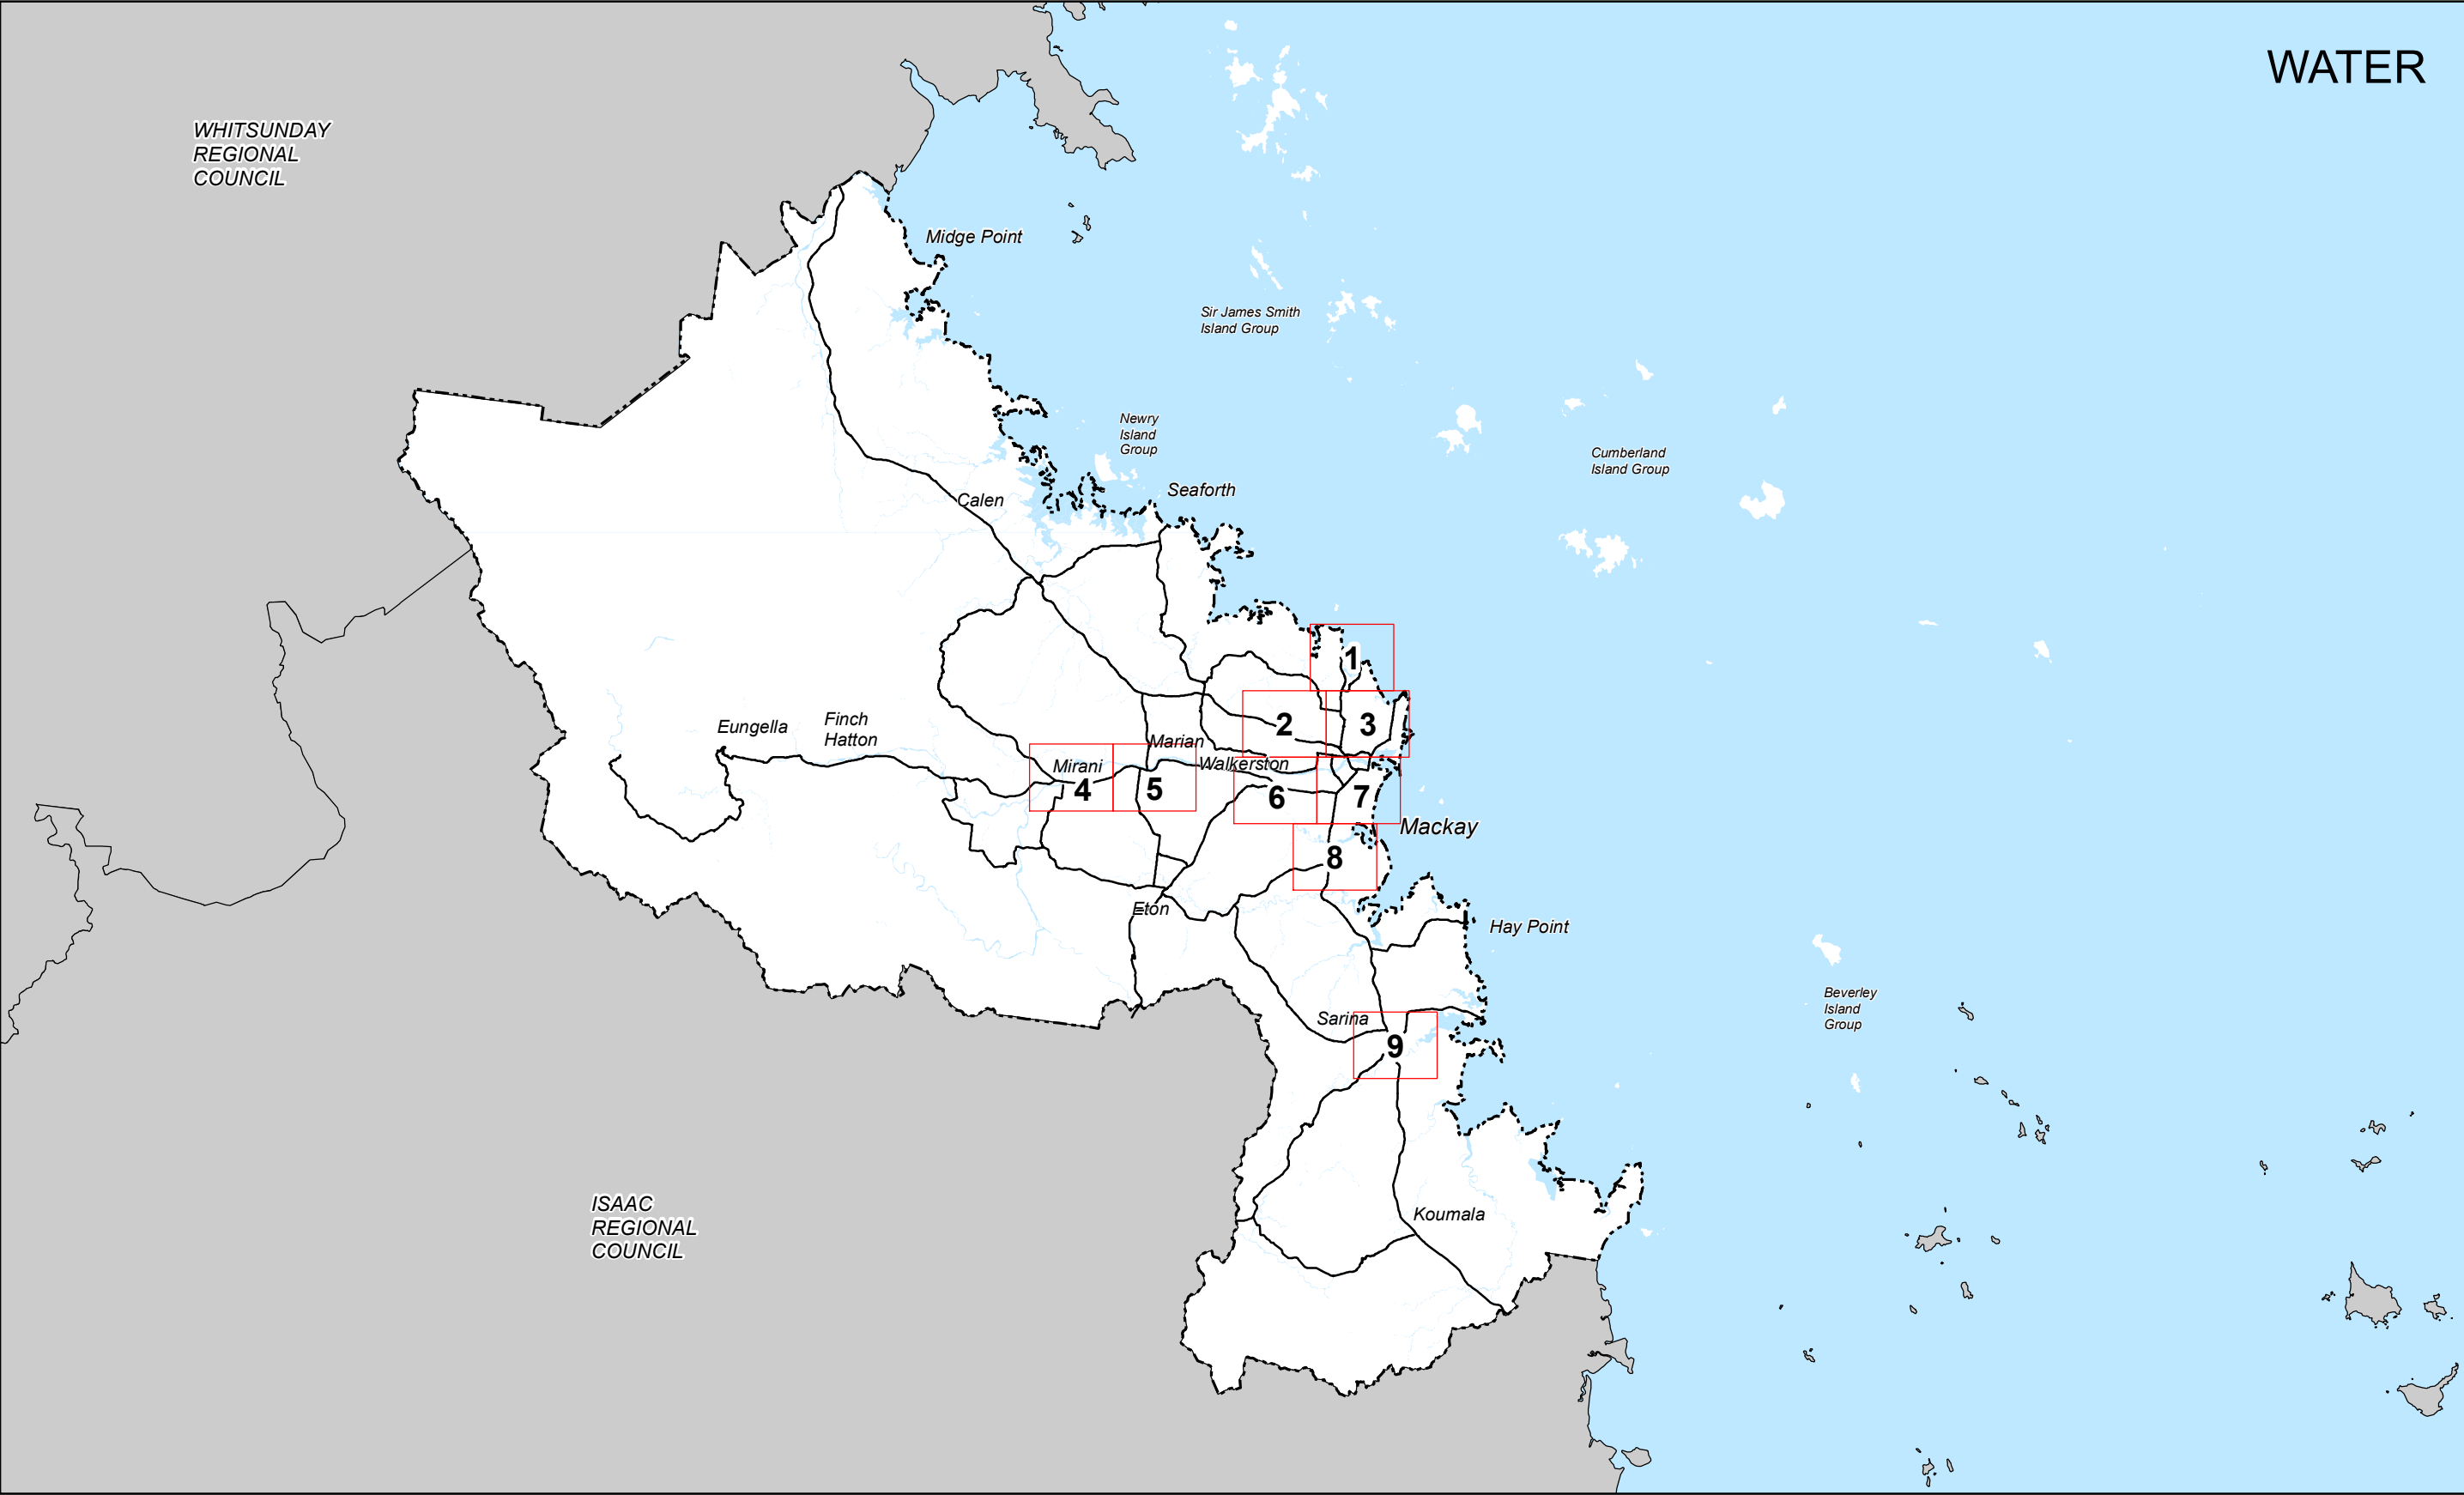 WATER
WHITSUNDAY
REGIONAL
COUNCIL
Midge Point
Sir James Smith
Island Group
Newry
Island
Group
Cumberland
Island Group
Seaforth
Calen
1
Eungella
Finch
Hatton
2
3
Marian
Mirani
Walkerston
4
5
6
7
Mackay
8
Eton
Hay Point
Beverley
Island
Group
Sarina
9
ISAAC
REGIONAL
COUNCIL
Koumala